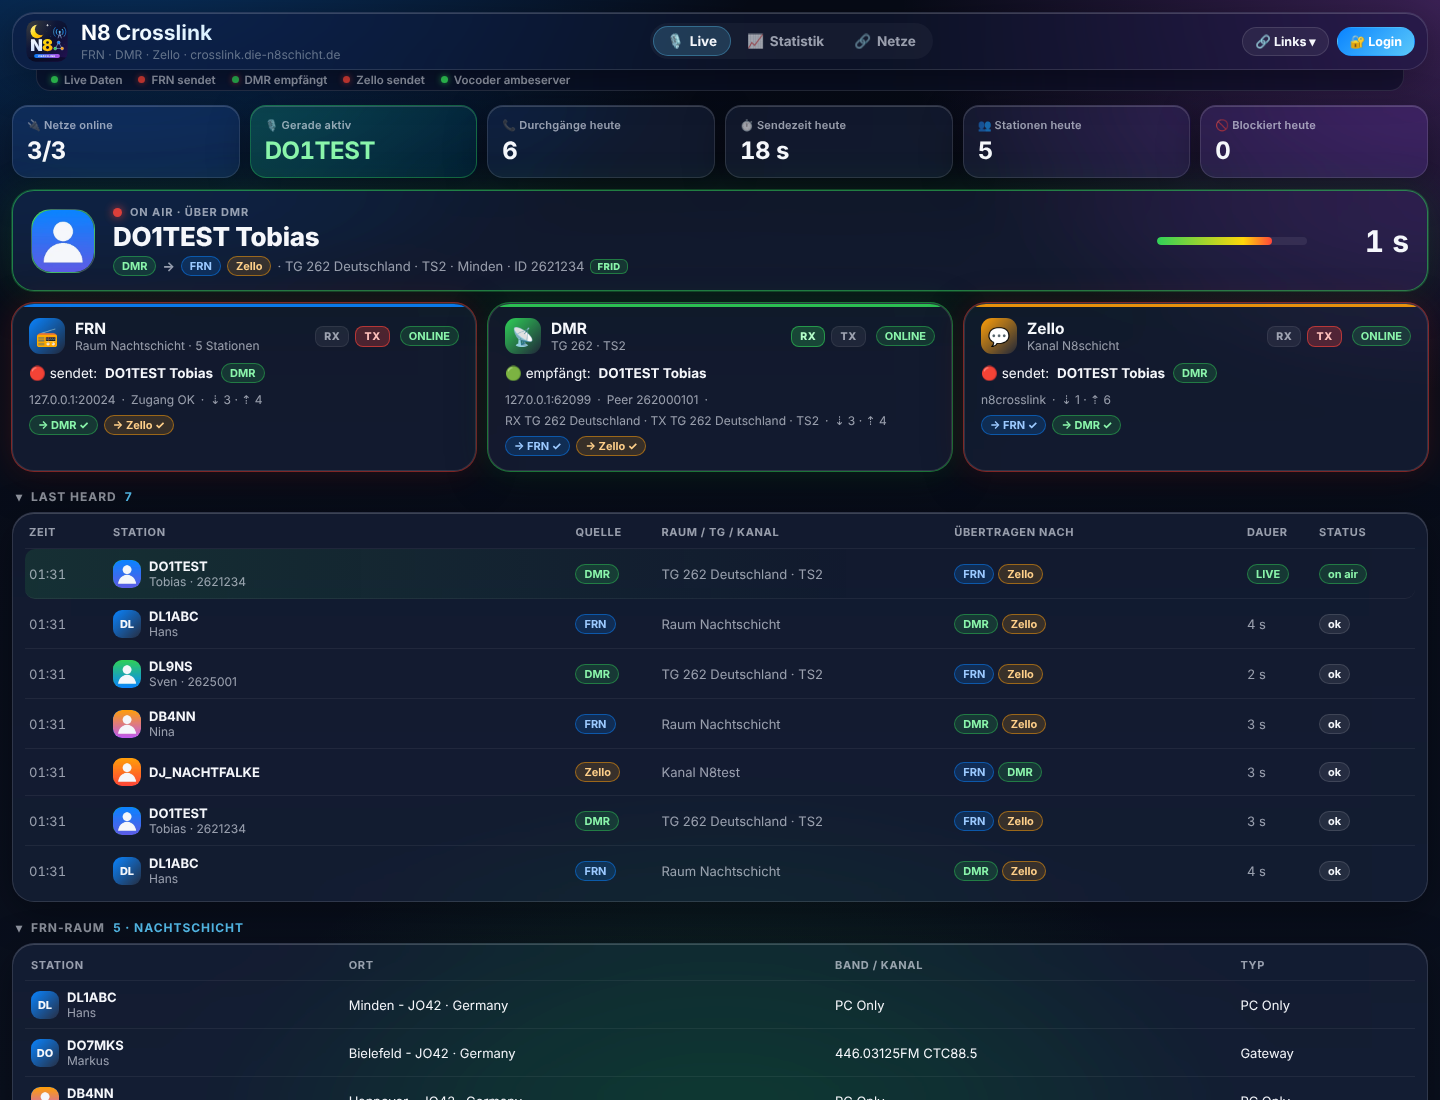 N8 Crosslink
FRN · DMR · Zello · crosslink.die-n8schicht.de
Live
Statistik
Netze
Links ▾
Login
Live Daten
FRN sendet
DMR empfängt
Zello sendet
Vocoder ambeserver
Netze online
3/3
Gerade aktiv
DO1TEST
Durchgänge heute
6
Sendezeit heute
18 s
Stationen heute
5
Blockiert heute
0
ON AIR · ÜBER DMR
DO1TEST Tobias
DMR → FRN Zello · TG 262 Deutschland · TS2 · Minden · ID 2621234 FRID
1 s
FRN
Raum Nachtschicht · 5 Stationen
RX TX ONLINE
sendet: DO1TEST Tobias DMR
127.0.0.1:20024 · Zugang OK · ↓ 3 · ↑ 4
→ DMR ✓ → Zello ✓
DMR
TG 262 · TS2
RX TX ONLINE
empfängt: DO1TEST Tobias
127.0.0.1:62099 · Peer 262000101 ·
RX TG 262 Deutschland · TX TG 262 Deutschland · TS2 · ↓ 3 · ↑ 4
→ FRN ✓ → Zello ✓
Zello
Kanal N8schicht
RX TX ONLINE
sendet: DO1TEST Tobias DMR
n8crosslink · ↓ 1 · ↑ 6
→ FRN ✓ → DMR ✓
▼ LAST HEARD 7
ZEIT STATION QUELLE RAUM / TG / KANAL ÜBERTRAGEN NACH DAUER STATUS
01:31 DO1TEST DMR TG 262 Deutschland · TS2 FRN Zello LIVE on air
Tobias · 2621234
01:31 DL DL1ABC FRN Raum Nachtschicht DMR Zello 4 s ok
Hans
01:31 DL9NS DMR TG 262 Deutschland · TS2 FRN Zello 2 s ok
Sven · 2625001
01:31 DB4NN FRN Raum Nachtschicht DMR Zello 3 s ok
Nina
01:31 DJ_NACHTFALKE Zello Kanal N8test FRN DMR 3 s ok
01:31 DO1TEST DMR TG 262 Deutschland · TS2 FRN Zello 3 s ok
Tobias · 2621234
01:31 DL DL1ABC FRN Raum Nachtschicht DMR Zello 4 s ok
Hans
▼ FRN-RAUM 5 · NACHTSCHICHT
STATION ORT BAND / KANAL TYP
DL DL1ABC Minden - JO42 · Germany PC Only PC Only
Hans
DO DO7MKS Bielefeld - JO42 · Germany 446.03125FM CTC88.5 Gateway
Markus
DB4NN